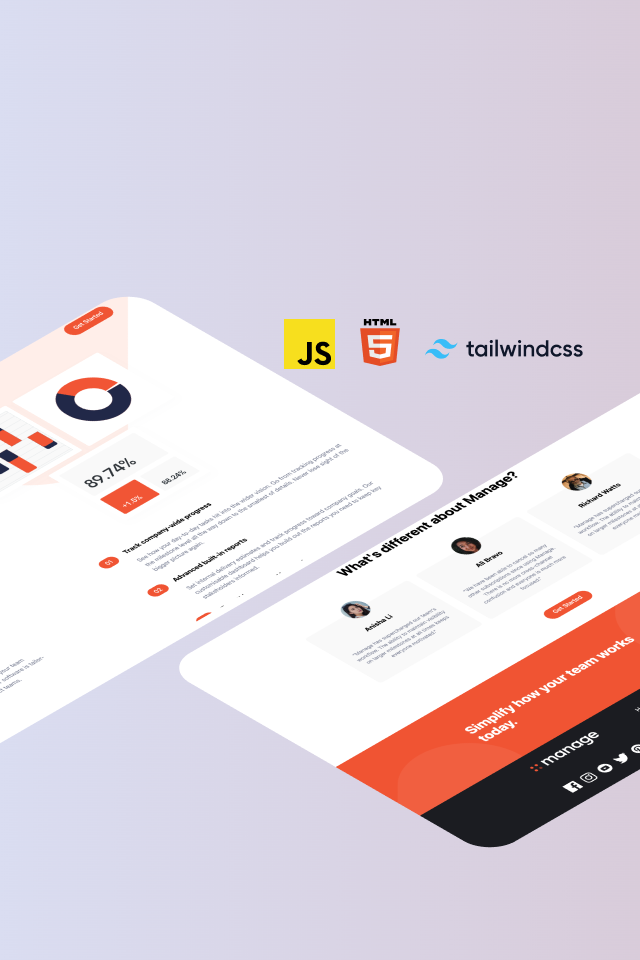 HTML
JS
tailwindcss
Get Started
89.74%
+1.5%
68.24%
01
Track company-wide progress
See how your day-to-day tasks fit into the wider vision. Go from tracking progress at
the milestone level all the way down to the smallest of details. Never lose sight of the
bigger picture again.
02
Advanced built-in reports
Set internal delivery estimates and track progress toward company goals. Our
customisable dashboard helps you build out the reports you need to keep key
stakeholders informed.
your team
software is tailor-
teams.
What's different about Manage?
Anisha Li
"Manage has supercharged our team's
workflow. The ability to maintain visibility
on larger milestones at all times keeps
everyone motivated."
Ali Bravo
"We have been able to cancel so many
other subscriptions since using Manage.
There is no more cross-channel
confusion and everyone is much more
focused."
Richard Watts
"Manage has supercharged
workflow. The ability to maintain
on larger milestones at all
everyone
Get Started
Simplify how your team works
today.
manage
H